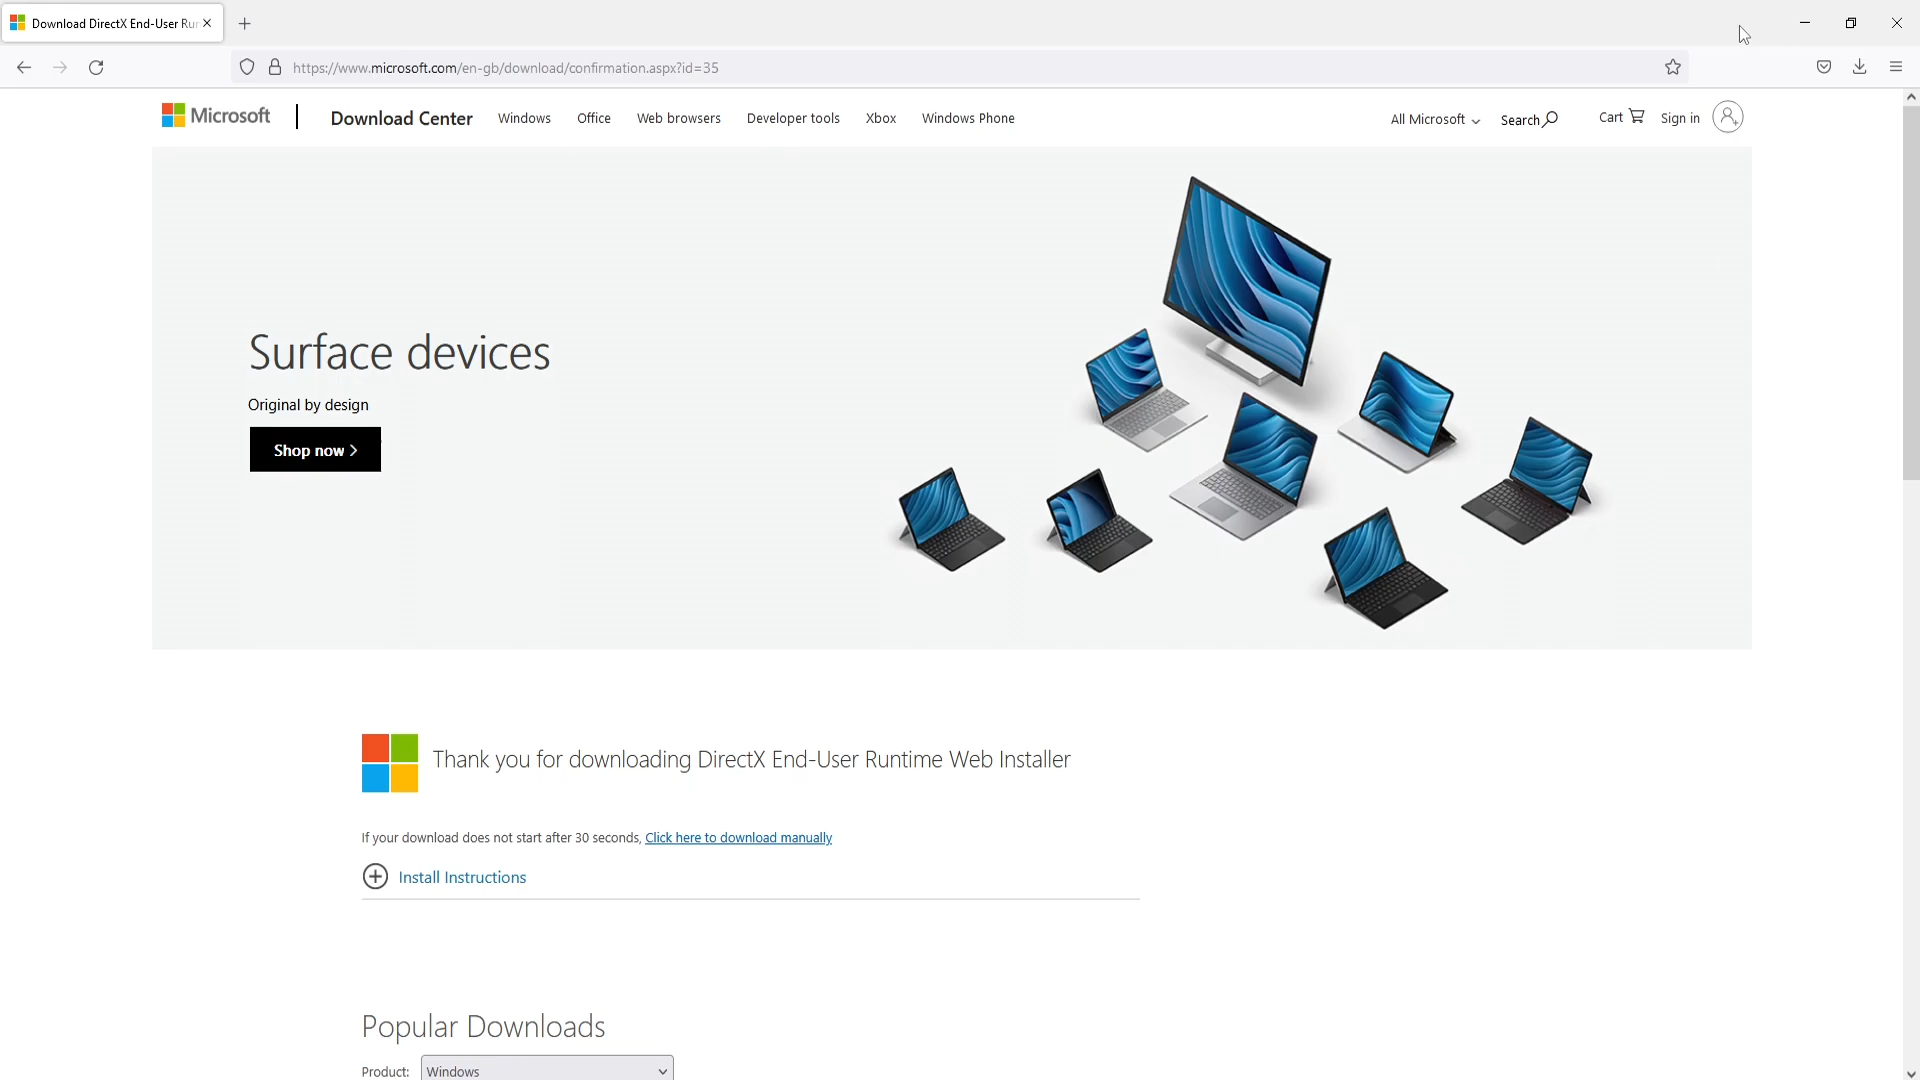 Download DirectX End-User Ru
https://www.microsoft.com/en-gb/download/confirmation.aspx?id=35
Microsoft
Download Center
Windows
Office
Web browsers
Developer tools
Xbox
Windows Phone
All Microsoft
Search
Cart
Sign in
Surface devices
Original by design
Shop now
Thank you for downloading DirectX End-User Runtime Web Installer
If your download does not start after 30 seconds, Click here to download manually
Install Instructions
Popular Downloads
Product: Windows